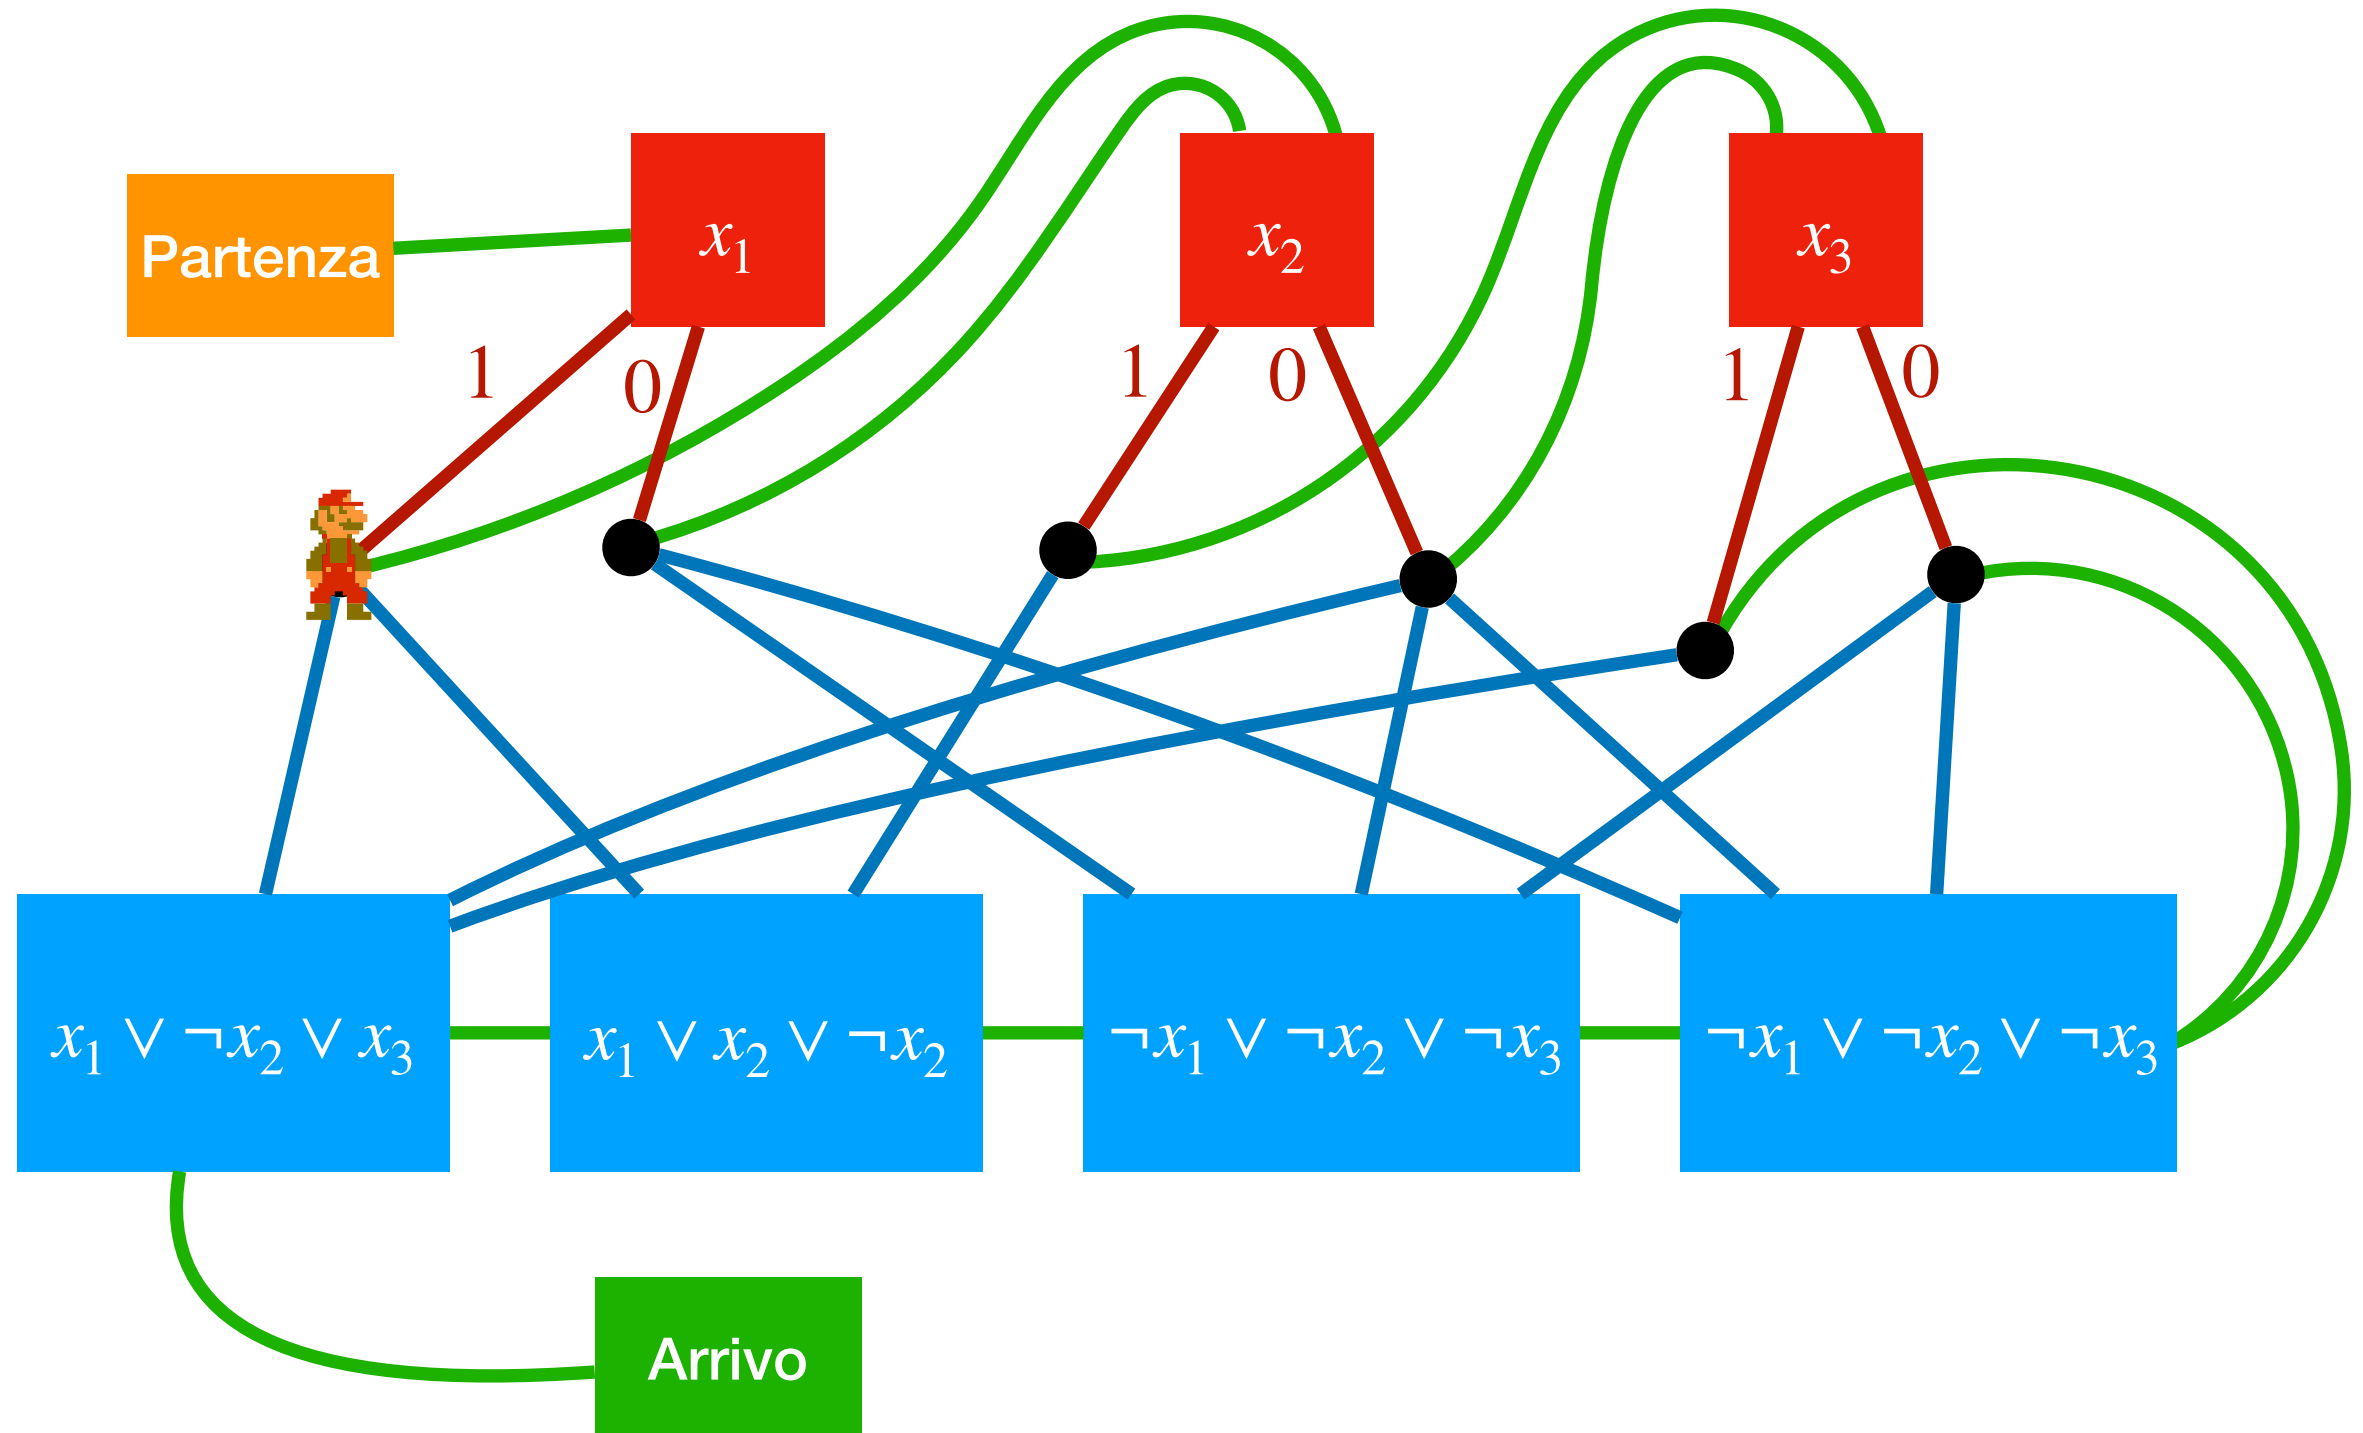 Partenza
x₁
x₂
x₃
1
0
1
0
1
0
x₁ ∨ ¬x₂ ∨ x₃
x₁ ∨ x₂ ∨ ¬x₂
¬x₁ ∨ ¬x₂ ∨ ¬x₃
¬x₁ ∨ ¬x₂ ∨ ¬x₃
Arrivo